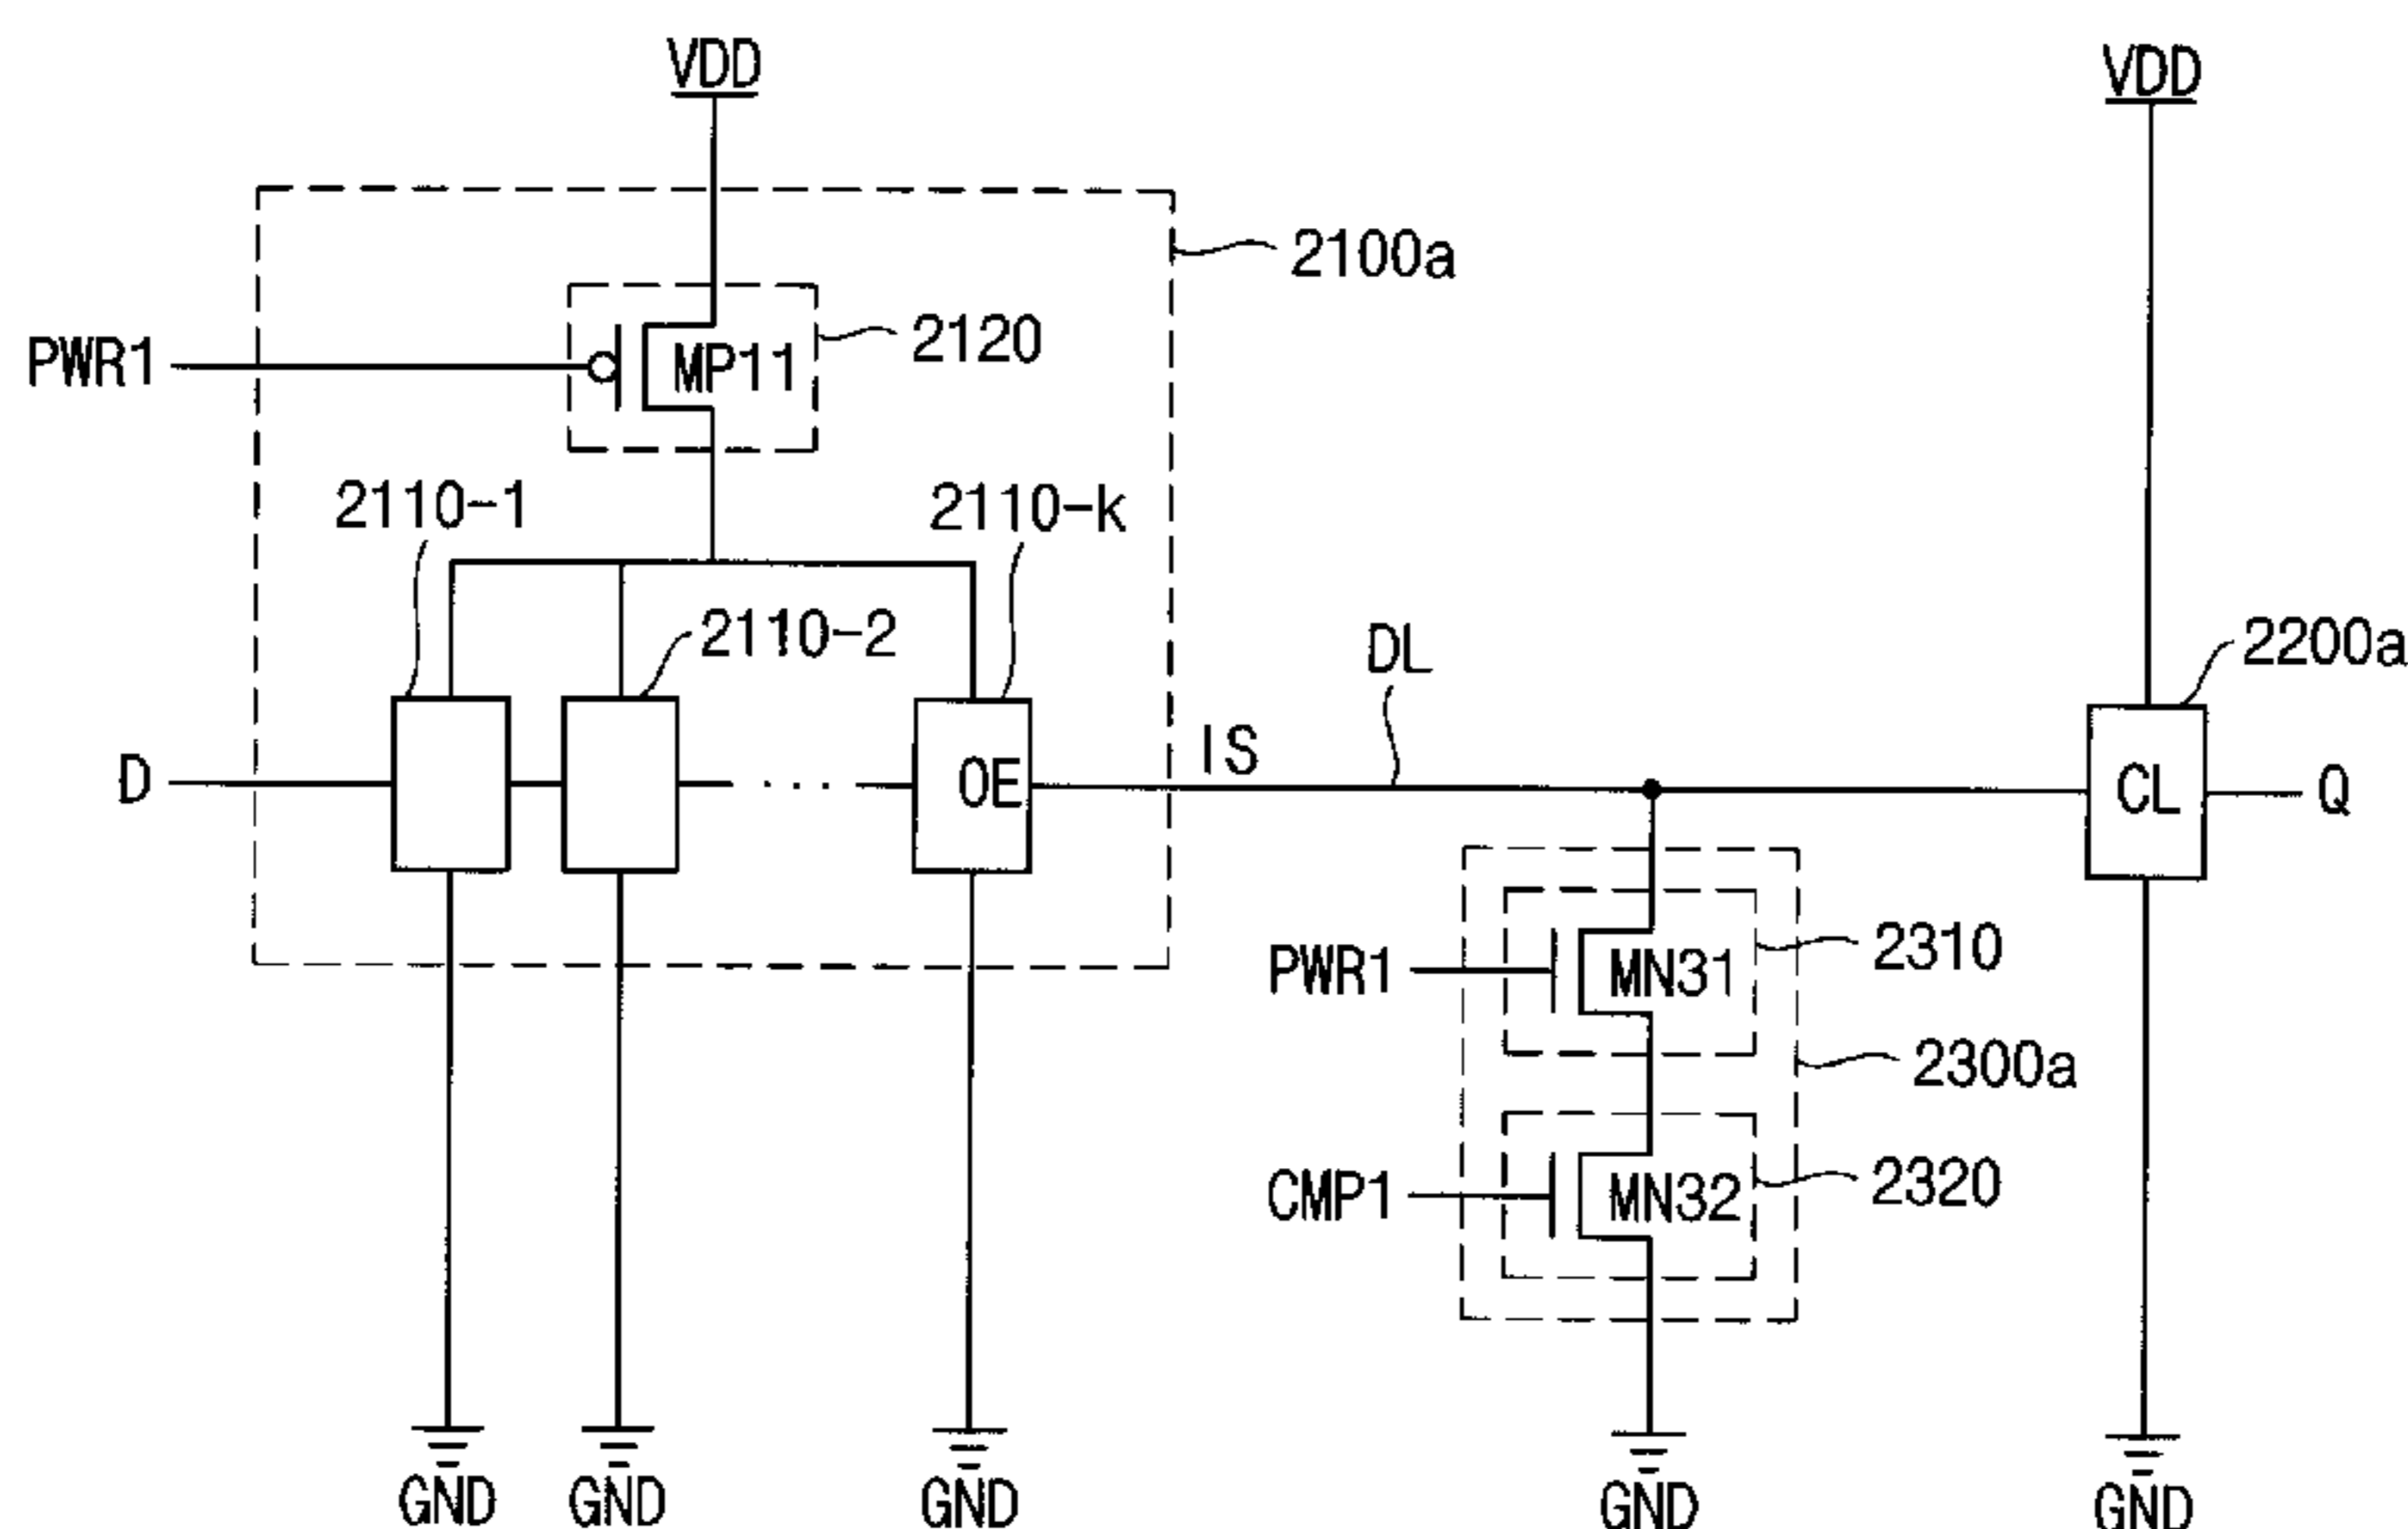 VDD
VDD
2100a
2120
PWR1
MP11
2110-1
2110-k
2110-2
DL
2200a
D
OE
IS
CL
Q
PWR1
MN31
2310
2300a
CMP1
MN32
2320
GND
GND
GND
GND
GND